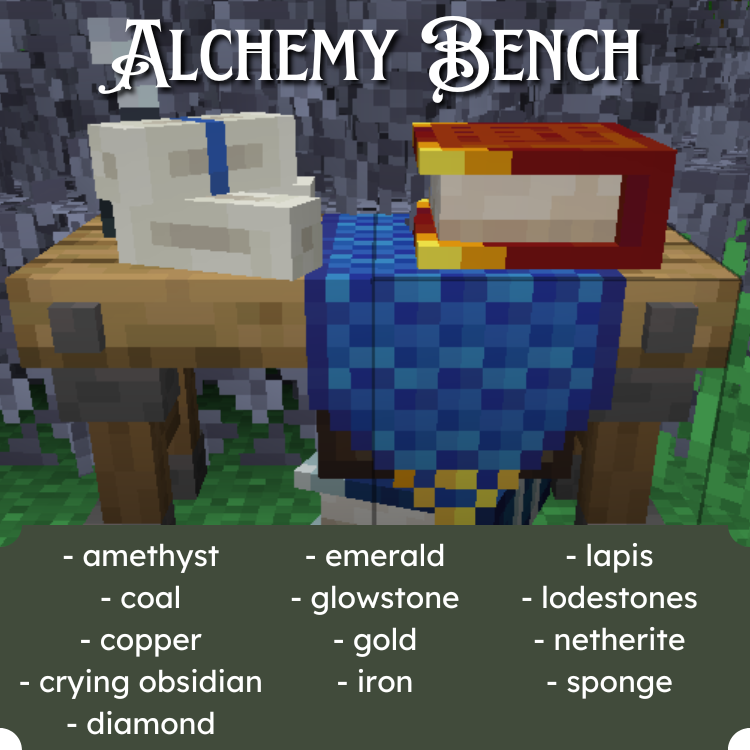 Alchemy Bench
- amethyst
- coal
- copper
- crying obsidian
- diamond
- emerald
- glowstone
- gold
- iron
- lapis
- lodestones
- netherite
- sponge